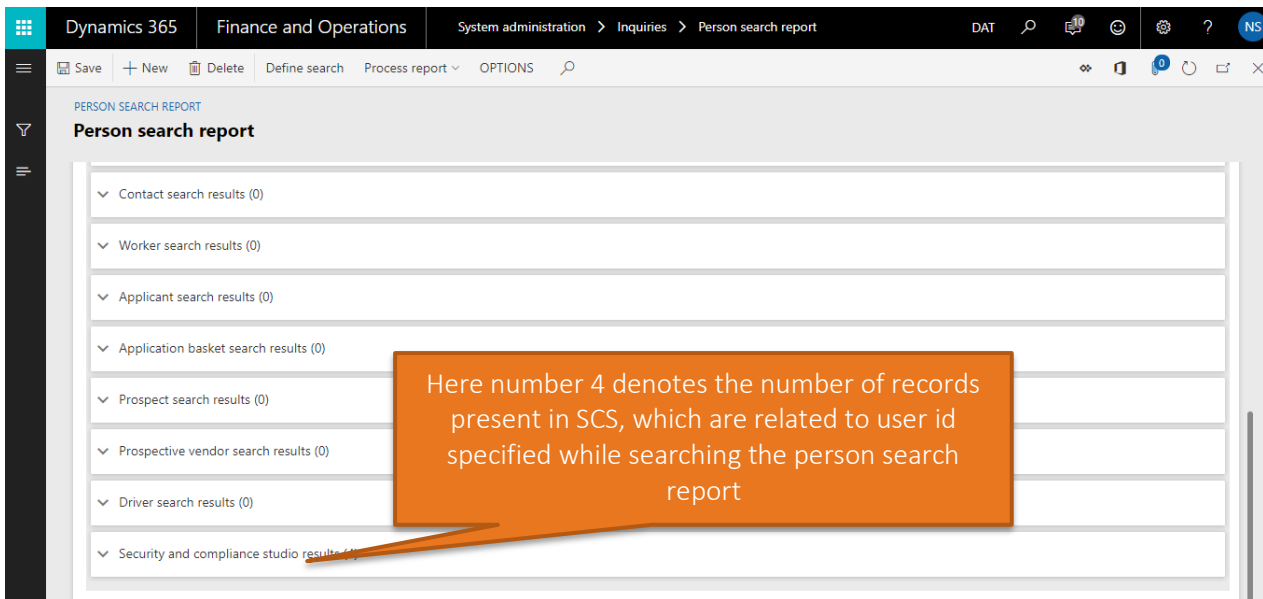 Dynamics 365 Finance and Operations System administration > Inquiries > Person search report DAT 10 ? NS
Save + New Delete Define search Process report OPTIONS 0
PERSON SEARCH REPORT
Person search report
Contact search results (0)
Worker search results (0)
Applicant search results (0)
Application basket search results (0)
Prospect search results (0)
Prospective vendor search results (0)
Driver search results (0)
Security and compliance studio results (4)
Here number 4 denotes the number of records
present in SCS, which are related to user id
specified while searching the person search
report